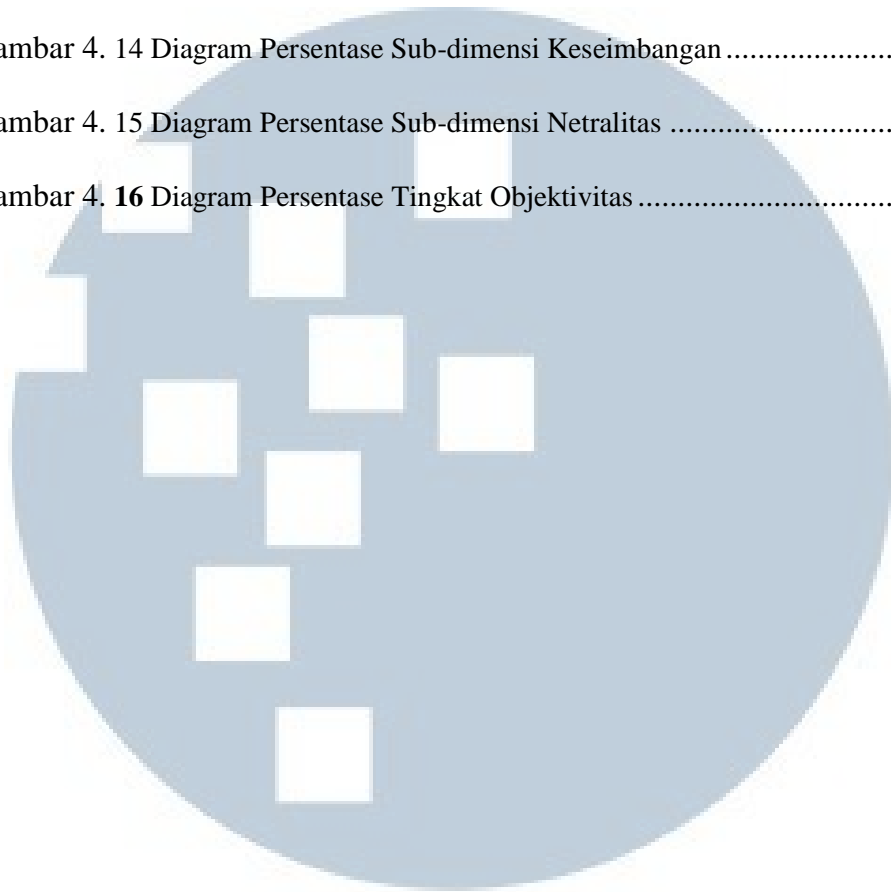 ambar 4. 14 Diagram Persentase Sub-dimensi Keseimbangan.....................
ambar 4. 15 Diagram Persentase Sub-dimensi Netralitas ............................
ambar 4. 16 Diagram Persentase Tingkat Objektivitas................................